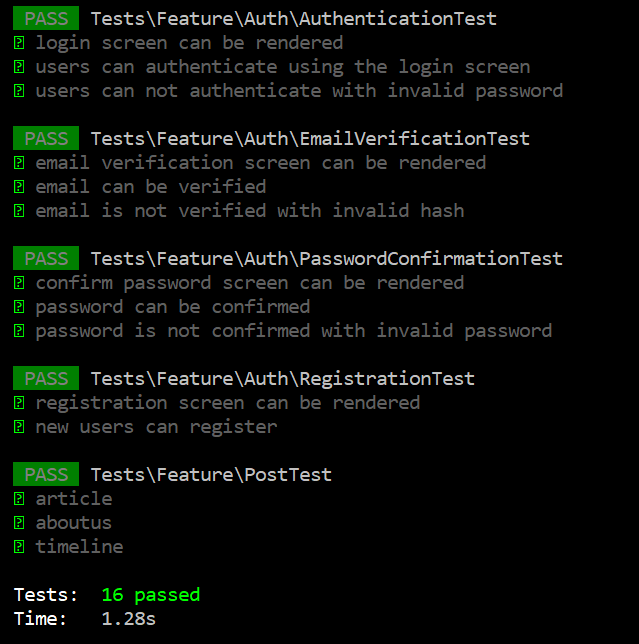 PASS Tests\Feature\Auth\AuthenticationTest
login screen can be rendered
users can authenticate using the login screen
users can not authenticate with invalid password
PASS Tests\Feature\Auth\EmailVerificationTest
email verification screen can be rendered
email can be verified
email is not verified with invalid hash
PASS Tests\Feature\Auth\PasswordConfirmationTest
confirm password screen can be rendered
password can be confirmed
password is not confirmed with invalid password
PASS Tests\Feature\Auth\RegistrationTest
registration screen can be rendered
new users can register
PASS Tests\Feature\PostTest
article
aboutus
timeline
Tests: 16 passed
Time: 1.28s